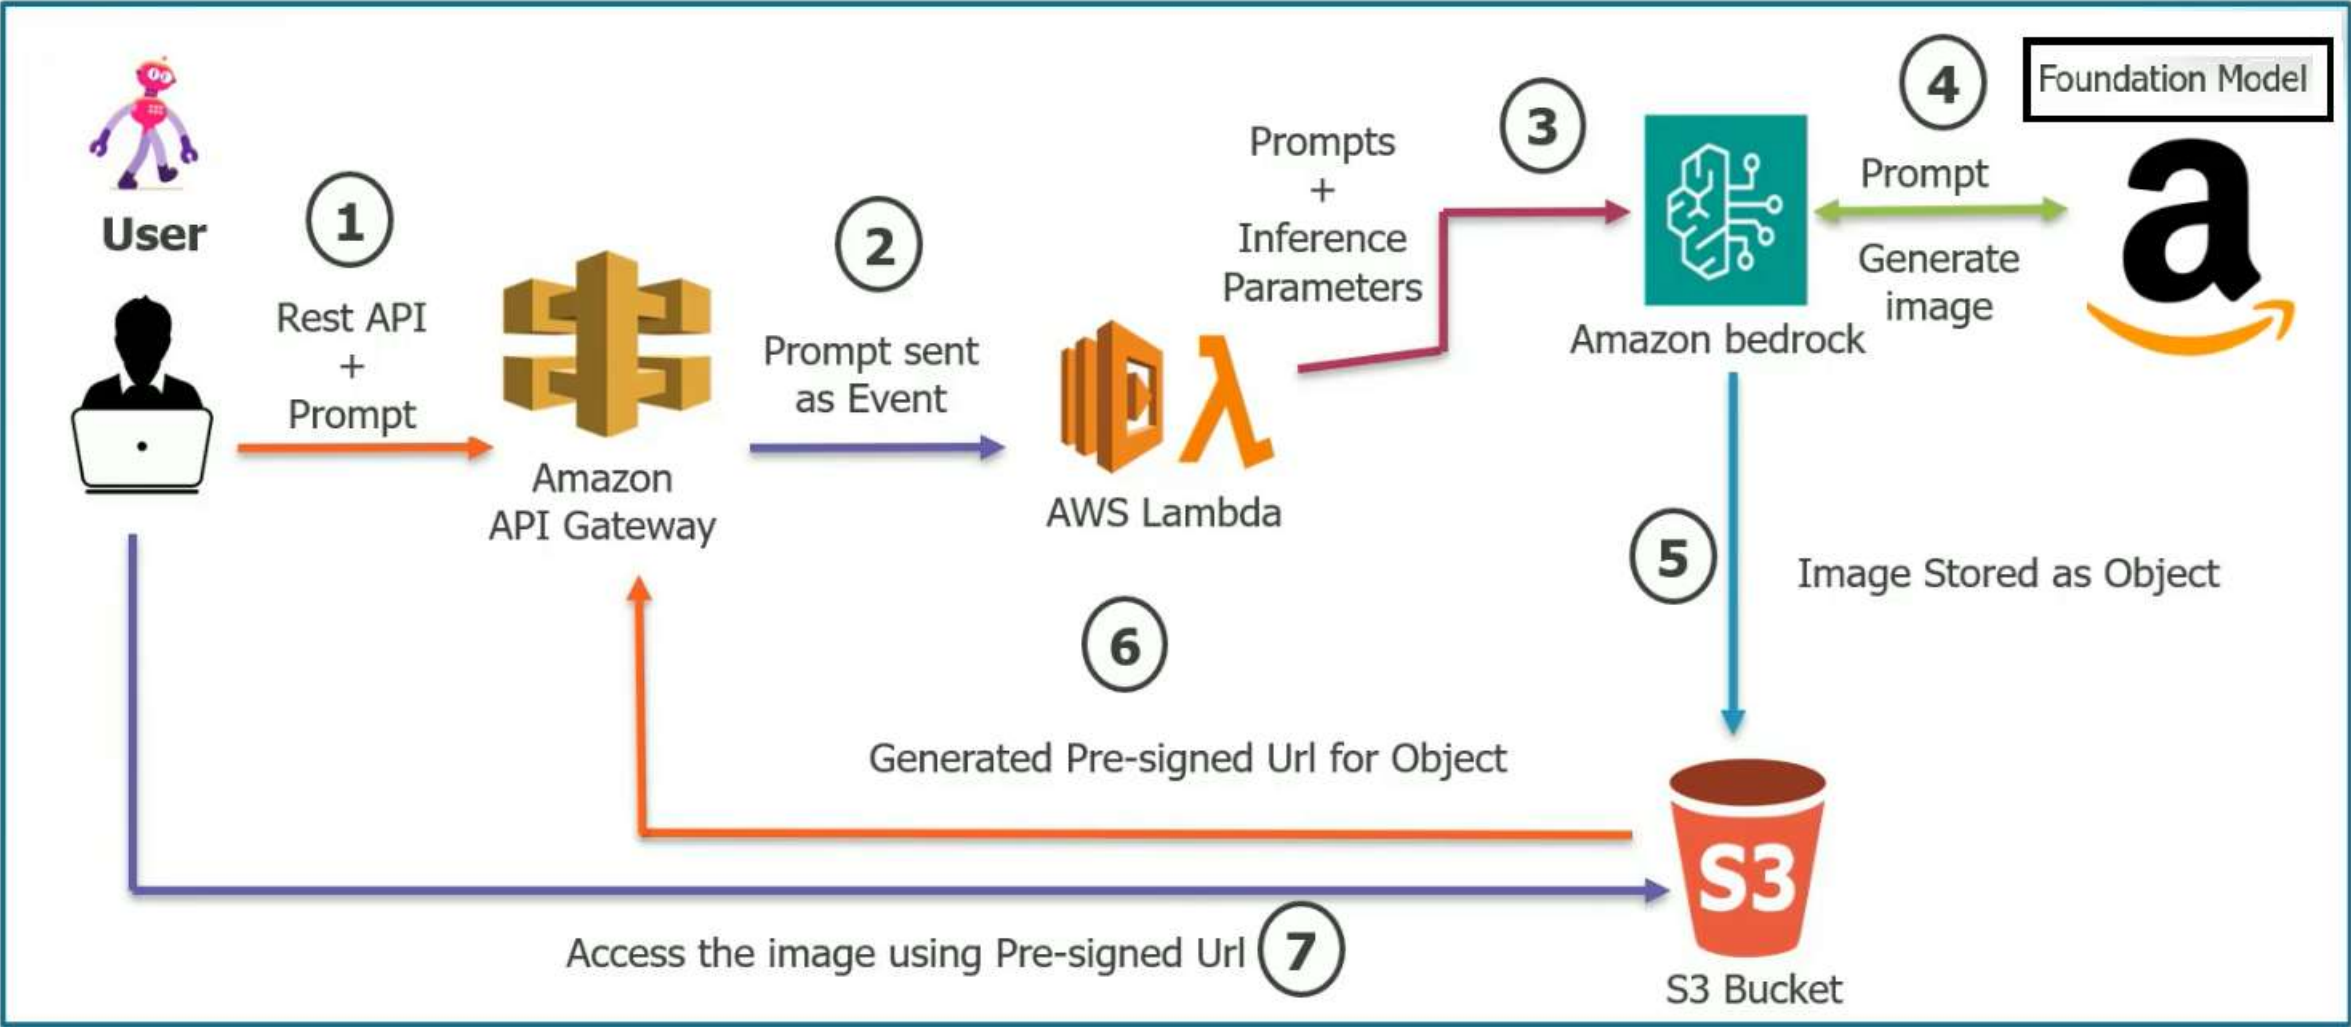 User
1
Rest API
+
Prompt
Amazon
API Gateway
2
Prompt sent
as Event
AWS Lambda
3
Prompts
+
Inference
Parameters
Amazon bedrock
4
Prompt
Generate
image
Foundation Model
a
5
Image Stored as Object
6
Generated Pre-signed Url for Object
S3
S3 Bucket
Access the image using Pre-signed Url
7